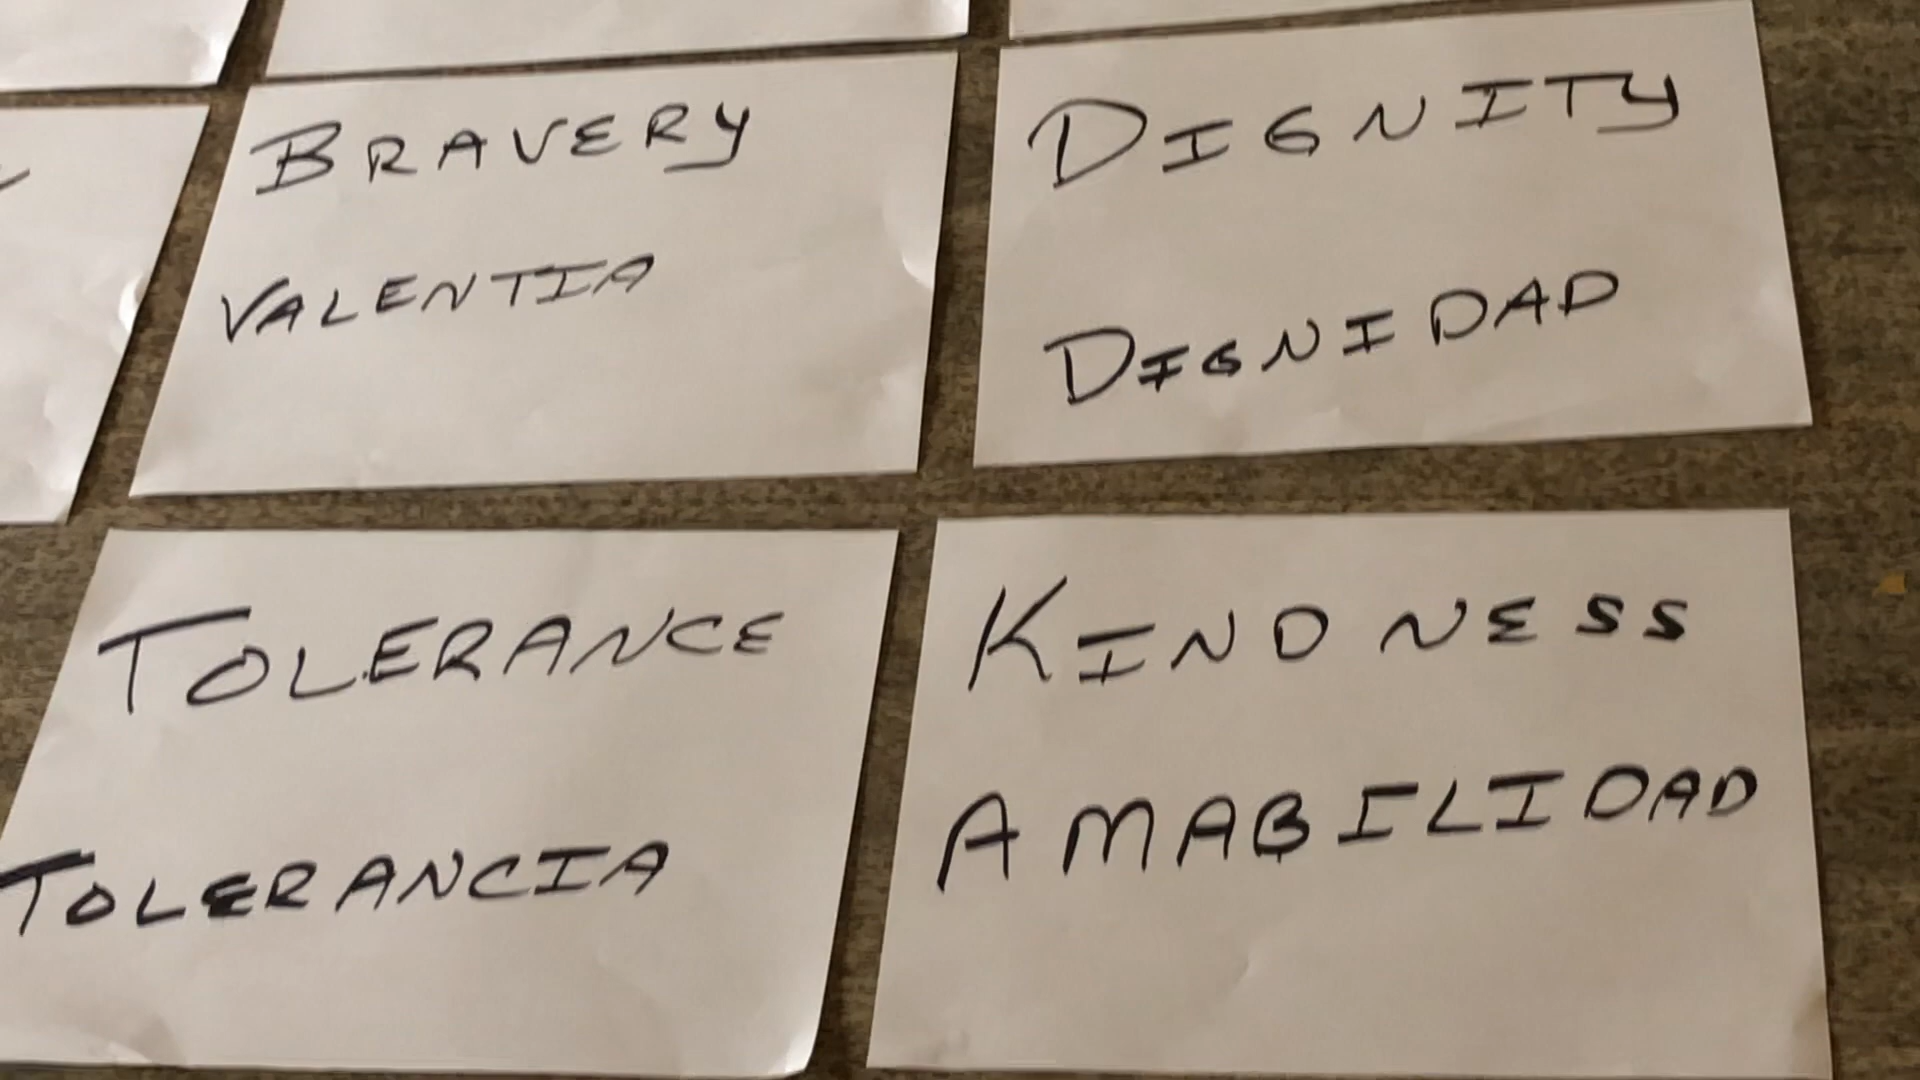 BRAVERY
VALENTIA
DIGNITY
DIGNIDAD
TOLERANCE
TOLERANCIA
KINDNESS
AMABILIDAD